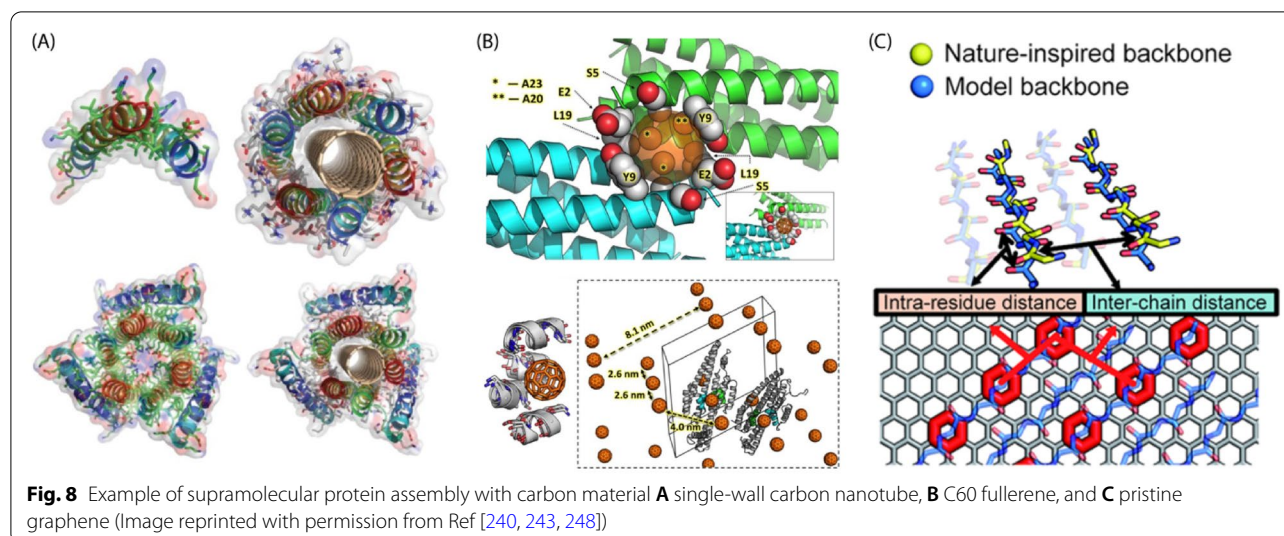 (A)
(B)
* — A23
** — A20
S5
E2
L19
Y9
**
*
*
*
Y9
E2
L19
S5
8.1 nm
2.6 nm
2.6 nm
4.0 nm
(C)
Nature-inspired backbone
Model backbone
Intra-residue distance Inter-chain distance
Fig. 8 Example of supramolecular protein assembly with carbon material A single-wall carbon nanotube, B C60 fullerene, and C pristine
graphene (Image reprinted with permission from Ref [240, 243, 248])